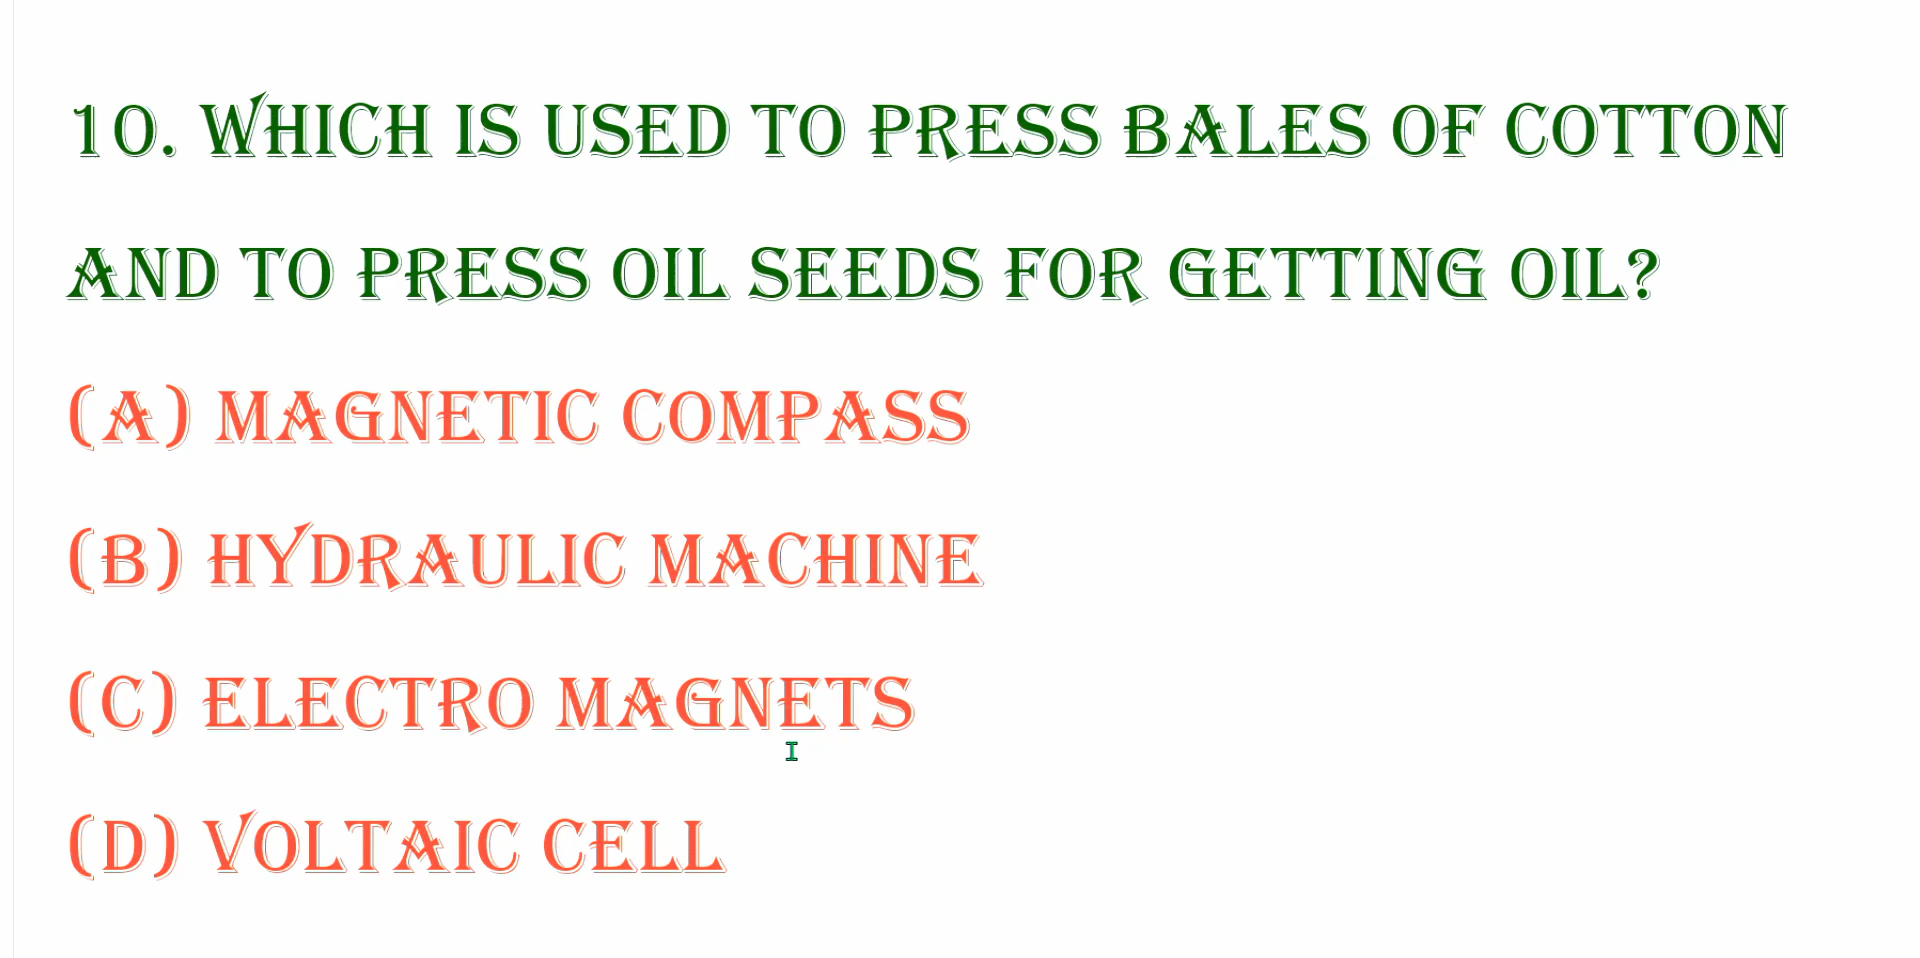 10. WHICH IS USED TO PRESS BALES OF COTTON
AND TO PRESS OIL SEEDS FOR GETTING OIL?
(A) MAGNETIC COMPASS
(B) HYDRAULIC MACHINE
(C) ELECTRO MAGNETS
(D) VOLTAIC CELL